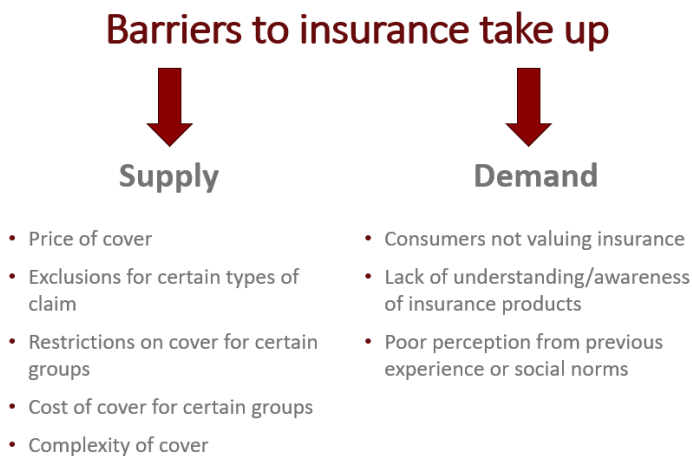 Barriers to insurance take up
Supply
• Price of cover
• Exclusions for certain types of
claim
• Restrictions on cover for certain
groups
• Cost of cover for certain groups
• Complexity of cover
Demand
• Consumers not valuing insurance
• Lack of understanding/awareness
of insurance products
• Poor perception from previous
experience or social norms